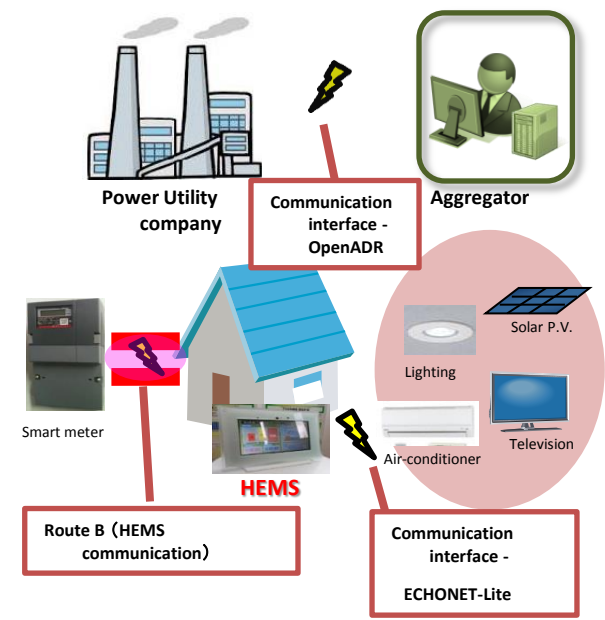 Power Utility
company
Communication
interface -
OpenADR
Aggregator
Solar P.V.
Lighting
Smart meter
Television
Air-conditioner
HEMS
Route B（HEMS
communication）
Communication
interface -
ECHONET-Lite